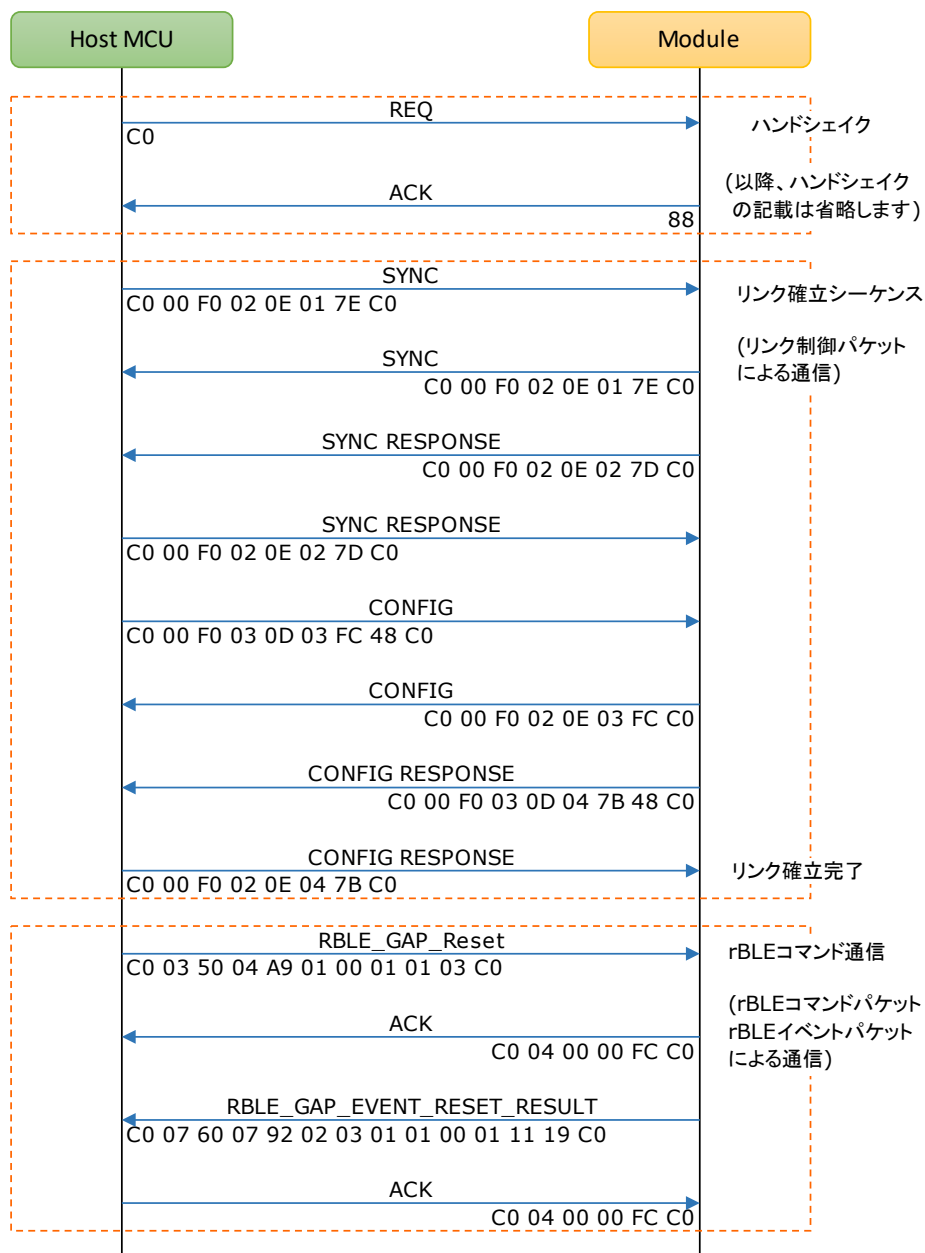 Host MCU
Module
REQ
C0
ハンドシェイク
ACK
88
(以降、ハンドシェイク
の記載は省略します)
SYNC
C0 00 F0 02 0E 01 7E C0
リンク確立シーケンス
SYNC
C0 00 F0 02 0E 01 7E C0
(リンク制御パケット
による通信)
SYNC RESPONSE
C0 00 F0 02 0E 02 7D C0
SYNC RESPONSE
C0 00 F0 02 0E 02 7D C0
CONFIG
C0 00 F0 03 0D 03 FC 48 C0
CONFIG
C0 00 F0 02 0E 03 FC C0
CONFIG RESPONSE
C0 00 F0 03 0D 04 7B 48 C0
CONFIG RESPONSE
C0 00 F0 02 0E 04 7B C0
リンク確立完了
RBLE_GAP_Reset
C0 03 50 04 A9 01 00 01 01 03 C0
rBLEコマンド通信
ACK
C0 04 00 00 FC C0
(rBLEコマンドパケット
rBLEイベントパケット
による通信)
RBLE_GAP_EVENT_RESET_RESULT
C0 07 60 07 92 02 03 01 01 00 01 11 19 C0
ACK
C0 04 00 00 FC C0